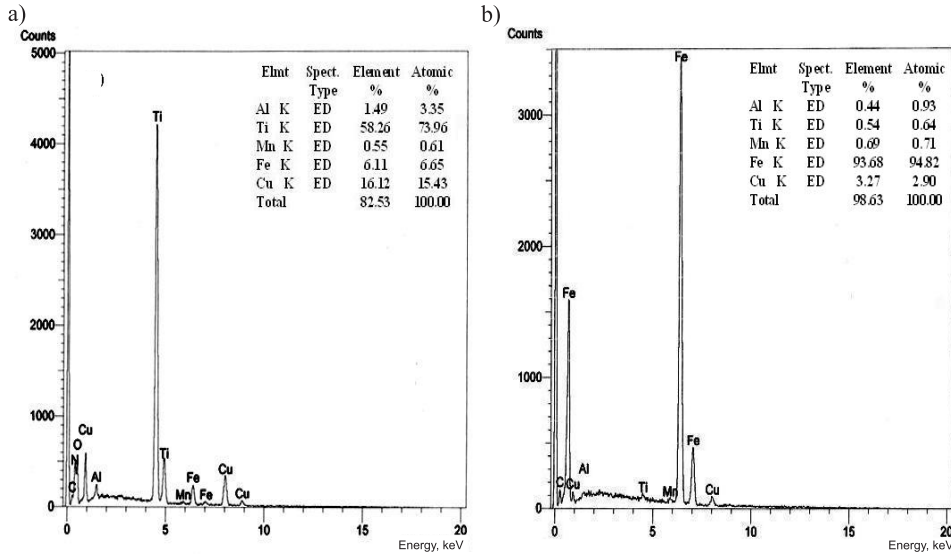 a)
Counts
5000
4000
3000
2000
1000
0
)
Elmt Spect. Element Atomic
Type % %
Al K ED 1.49 3.35
Ti K ED 58.26 73.96
Mn K ED 0.55 0.61
Fe K ED 6.11 6.65
Cu K ED 16.12 15.43
Total 82.53 100.00
Ti
Cu
O
N
C
Al
Ti
Mn
Fe
Fe
Cu
Cu
0 5 10 15 20
Energy, keV
b)
Counts
3000
2000
1000
0
Elmt Spect. Element Atomic
Type % %
Al K ED 0.44 0.93
Ti K ED 0.54 0.64
Mn K ED 0.69 0.71
Fe K ED 93.68 94.82
Cu K ED 3.27 2.90
Total 98.63 100.00
Fe
Fe
Fe
Al
C
Cu
Ti
Mn
Cu
0 5 10 15 20
Energy, keV